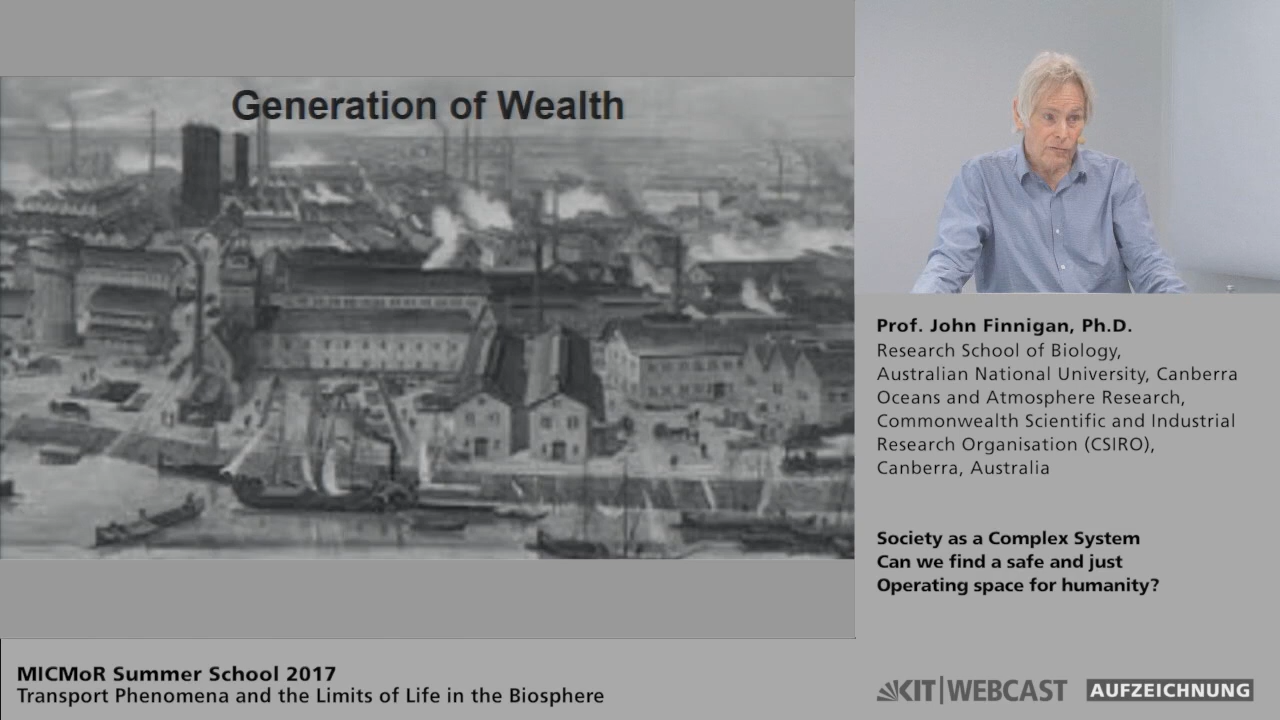 Generation of Wealth
Prof. John Finnigan, Ph.D.
Research School of Biology,
Australian National University, Canberra
Oceans and Atmosphere Research,
Commonwealth Scientific and Industrial
Research Organisation (CSIRO),
Canberra, Australia
Society as a Complex System
Can we find a safe and just
Operating space for humanity?
MICMoR Summer School 2017
Transport Phenomena and the Limits of Life in the Biosphere
KIT|WEBCAST AUFZEICHNUNG